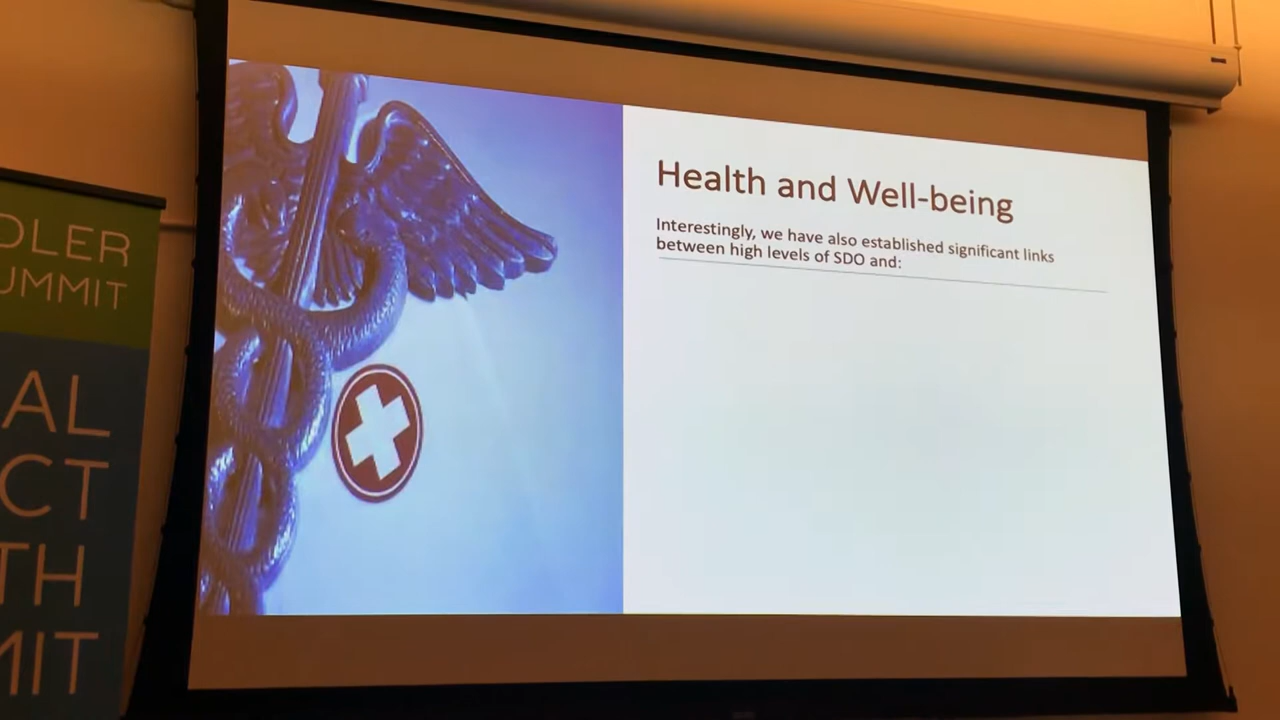 Health and Well-being
Interestingly, we have also established significant links
between high levels of SDO and:
DLER
UMMIT
AL
CT
TH
MIT